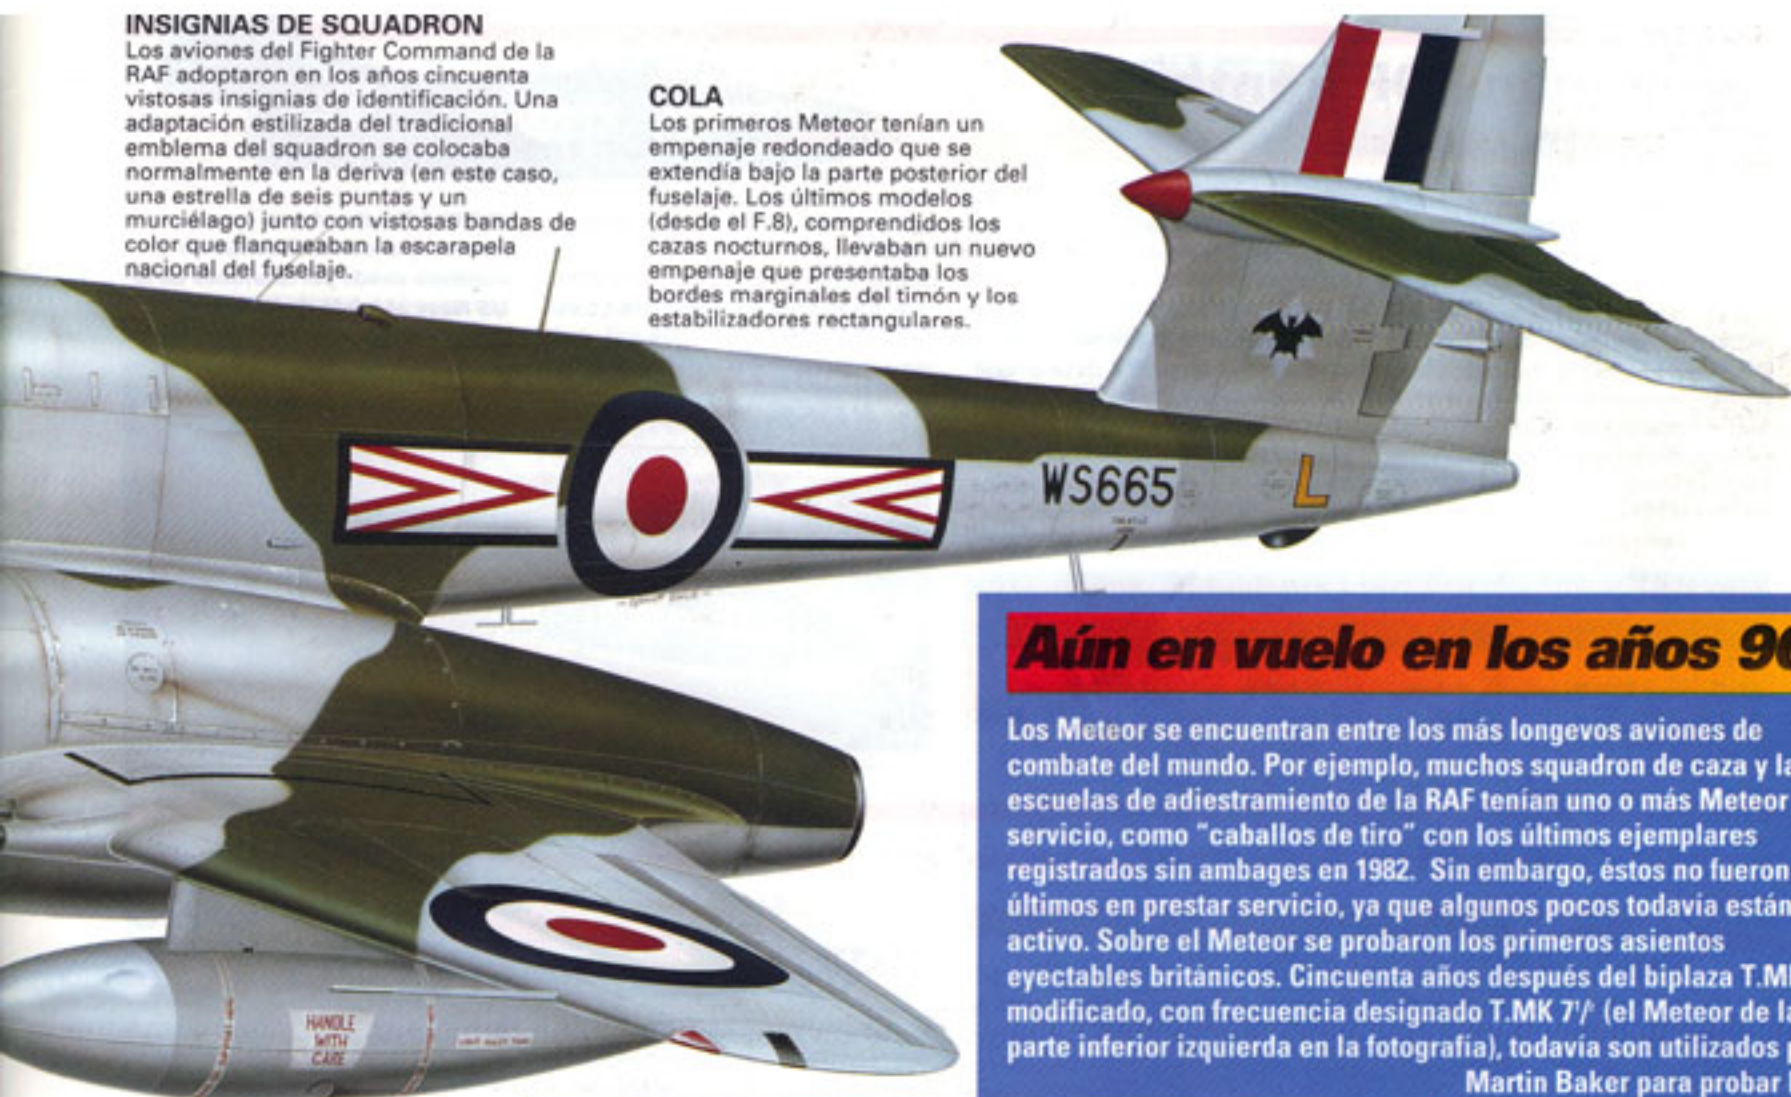 INSIGNIAS DE SQUADRON
Los aviones del Fighter Command de la
RAF adoptaron en los años cincuenta
vistosas insignias de identificación. Una
adaptación estilizada del tradicional
emblema del squadron se colocaba
normalmente en la deriva (en este caso,
una estrella de seis puntas y un
murciélago) junto con vistosas bandas de
color que flanqueaban la escarapela
nacional del fuselaje.
COLA
Los primeros Meteor tenían un
empenaje redondeado que se
extendía bajo la parte posterior del
fuselaje. Los últimos modelos
(desde el F.8), comprendidos los
cazas nocturnos, llevaban un nuevo
empenaje que presentaba los
bordes marginales del timón y los
estabilizadores rectangulares.
WS665
L
HANDLE
WITH
CARE
Aún en vuelo en los años 90
Los Meteor se encuentran entre los más longevos aviones de
combate del mundo. Por ejemplo, muchos squadron de caza y la
escuelas de adiestramiento de la RAF tenían uno o más Meteor
servicio, como "caballos de tiro" con los últimos ejemplares
registrados sin ambages en 1982. Sin embargo, éstos no fueron
últimos en prestar servicio, ya que algunos pocos todavía están
activo. Sobre el Meteor se probaron los primeros asientos
eyectables británicos. Cincuenta años después del biplaza T.M
modificado, con frecuencia designado T.MK 7 (el Meteor de la
parte inferior izquierda en la fotografía), todavía son utilizados
Martin Baker para probar